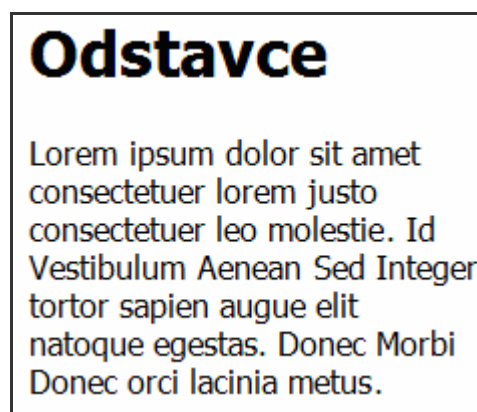 Odstavce
Lorem ipsum dolor sit amet
consectetuer lorem justo
consectetuer leo molestie. Id
Vestibulum Aenean Sed Integer
tortor sapien augue elit
natoque egestas. Donec Morbi
Donec orci lacinia metus.